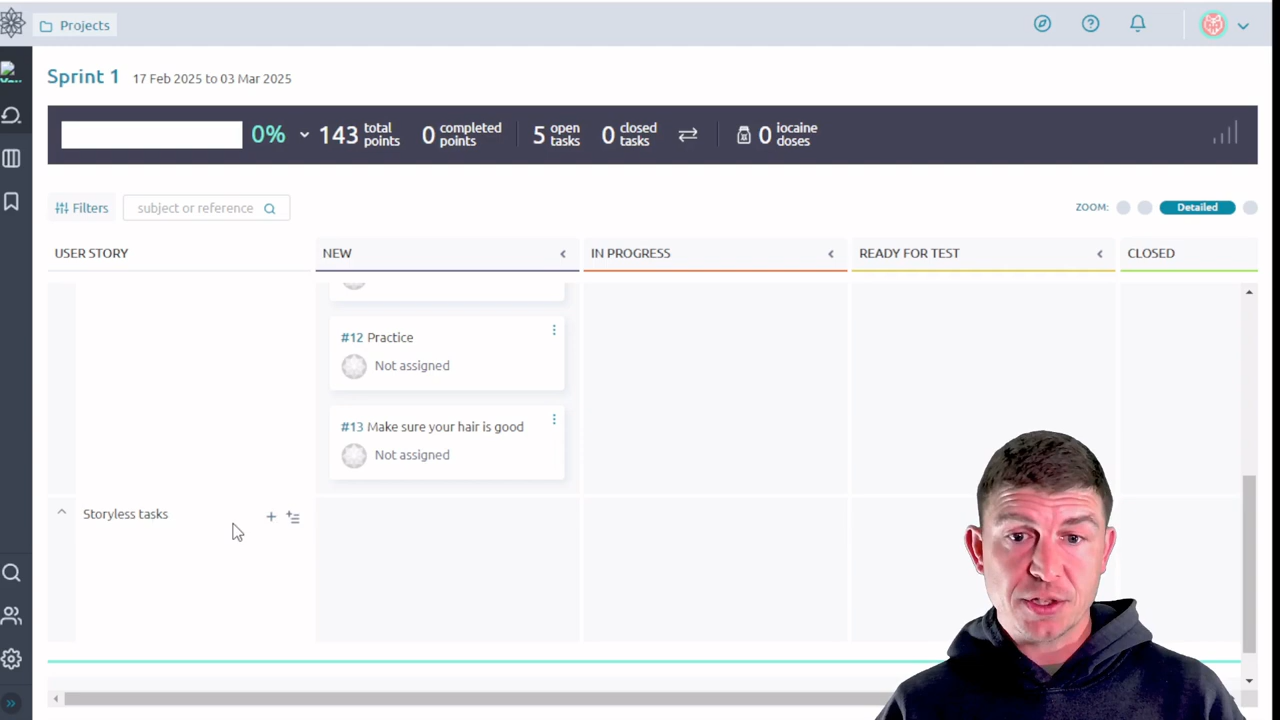 Projects
Sprint 1 17 Feb 2025 to 03 Mar 2025
0% 143 total points 0 completed points 5 open tasks 0 closed tasks 0 iocaine doses
Filters subject or reference ZOOM: Detailed
USER STORY NEW IN PROGRESS READY FOR TEST CLOSED
#12 Practice
Not assigned
#13 Make sure your hair is good
Not assigned
Storyless tasks